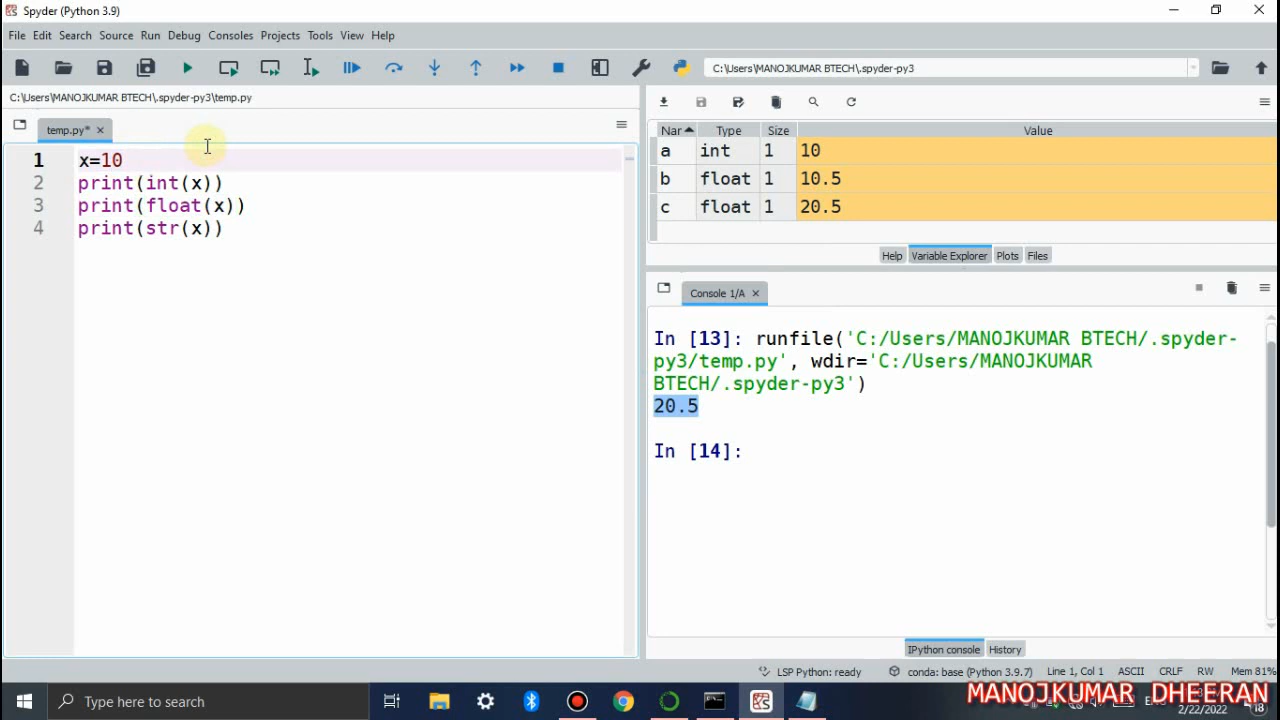 Spyder (Python 3.9)
File Edit Search Source Run Debug Consoles Projects Tools View Help
C:\Users\MANOJKUMAR BTECH\.spyder-py3
C:\Users\MANOJKUMAR BTECH\.spyder-py3\temp.py
temp.py*
1 x=10
2 print(int(x))
3 print(float(x))
4 print(str(x))
Nar Type Size Value
a int 1 10
b float 1 10.5
c float 1 20.5
Help Variable Explorer Plots Files
Console 1/A
In [13]: runfile('C:/Users/MANOJKUMAR BTECH/.spyder-
py3/temp.py', wdir='C:/Users/MANOJKUMAR
BTECH/.spyder-py3')
20.5
In [14]:
IPython console History
LSP Python: ready conda: base (Python 3.9.7) Line 1, Col 1 ASCII CRLF RW Mem 81%
Type here to search
MANOJKUMAR DHEERAN
2/22/2022 18